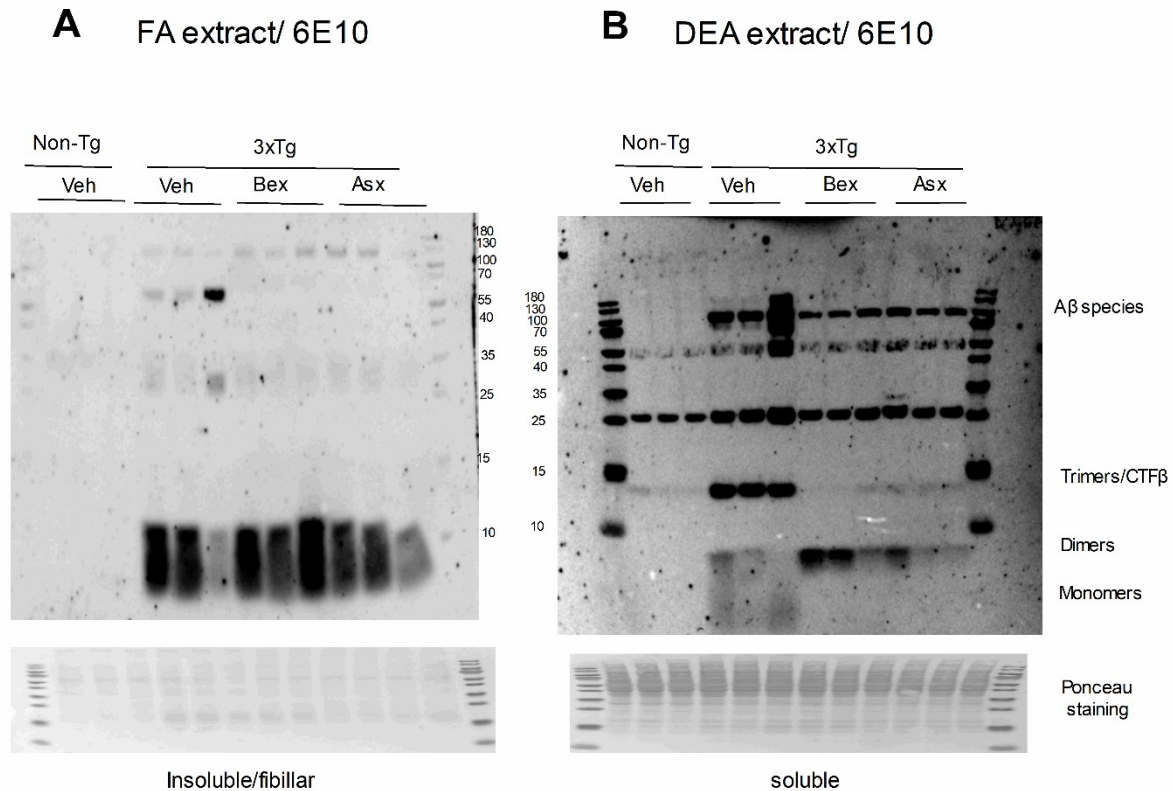 A
FA extract/ 6E10
Non-Tg
3xTg
Veh
Veh
Bex
Asx
180
130
100
70
55
40
35
25
15
10
Insoluble/fibillar
B
DEA extract/ 6E10
Non-Tg
3xTg
Veh
Veh
Bex
Asx
180
130
100
70
55
40
35
25
15
10
Aβ species
Trimers/CTFβ
Dimers
Monomers
Ponceau
staining
soluble